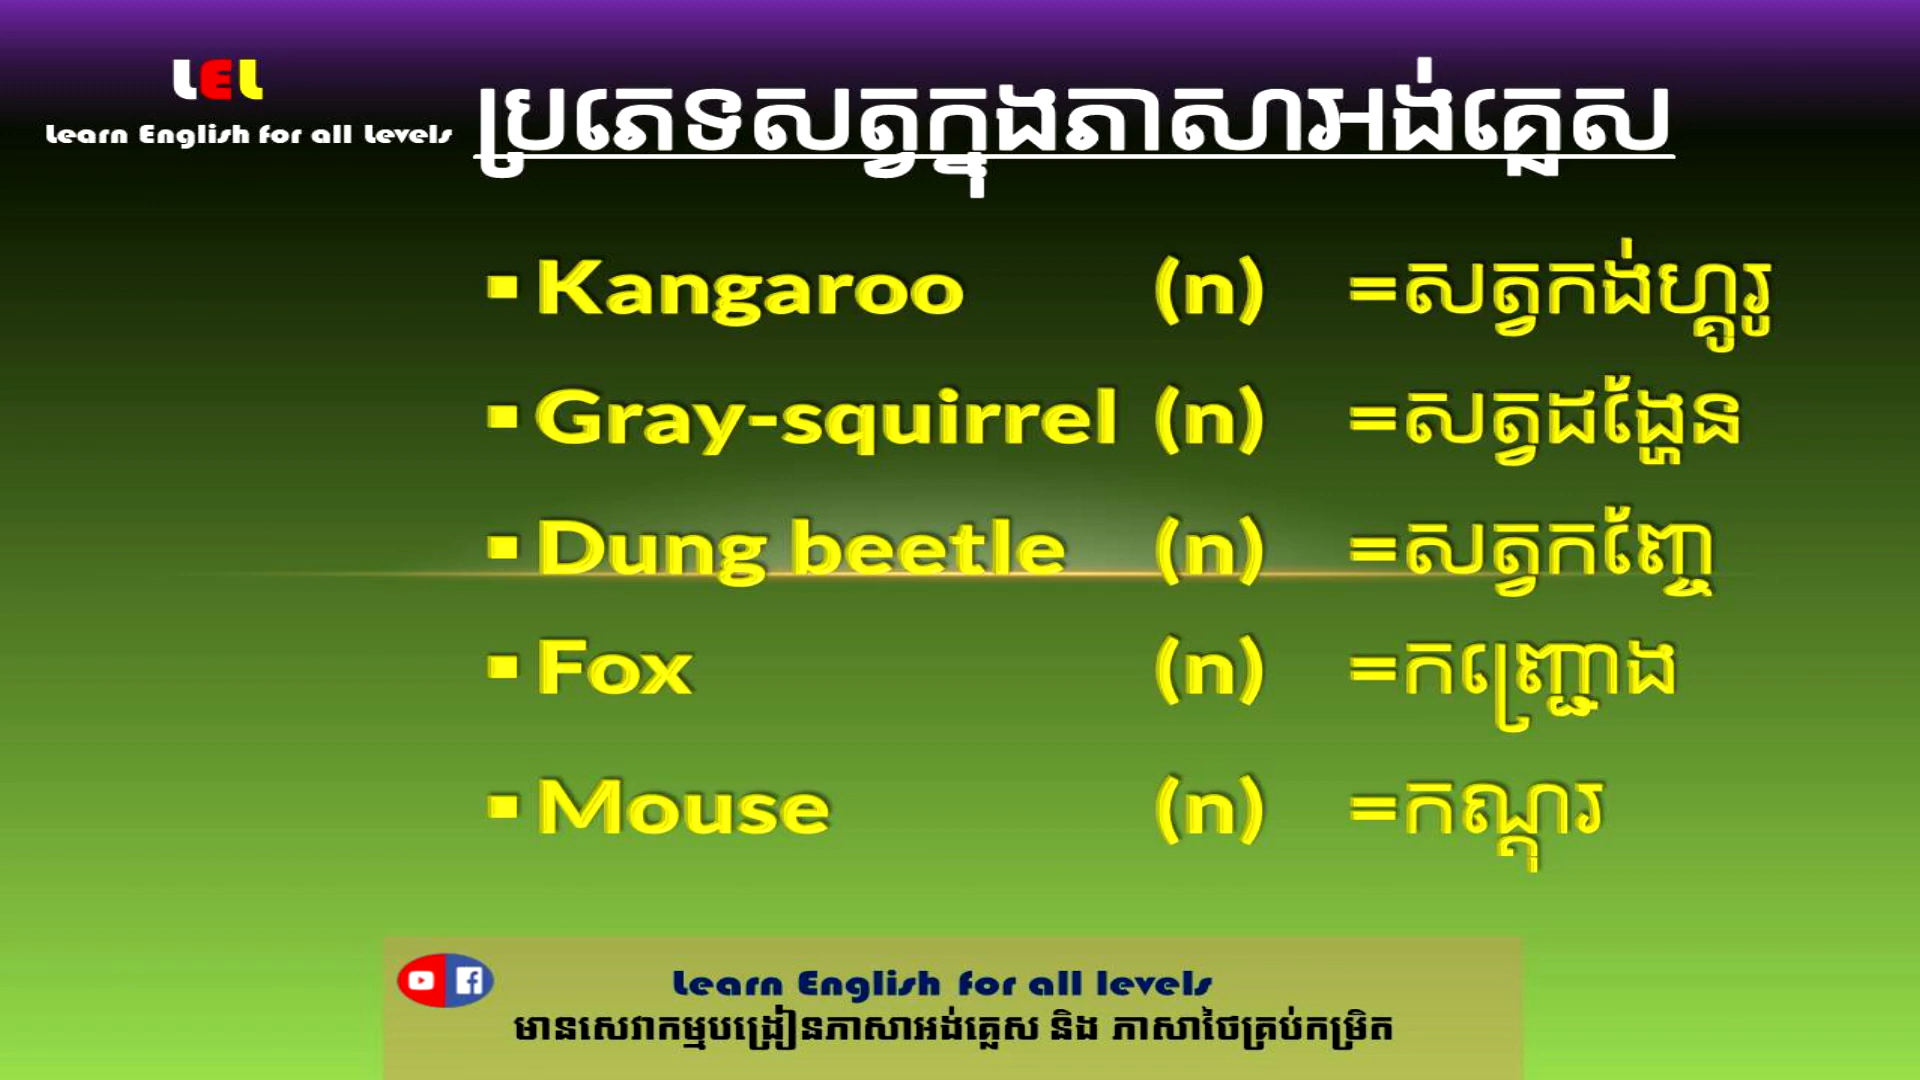 LEL
Learn English for all Levels
ប្រភេទសត្វក្នុងភាសាអង់គ្លេស
▪ Kangaroo (n) =សត្វកង់ហ្គូរូ
▪ Gray-squirrel (n) =សត្វដង្ហែន
▪ Dung beetle (n) =សត្វកញ្ចែ
▪ Fox (n) =កញ្ជ្រោង
▪ Mouse (n) =កណ្ដុរ
Learn English for all levels
មានសេវាកម្មបង្រៀនភាសាអង់គ្លេស និង ភាសាថៃគ្រប់កម្រិត